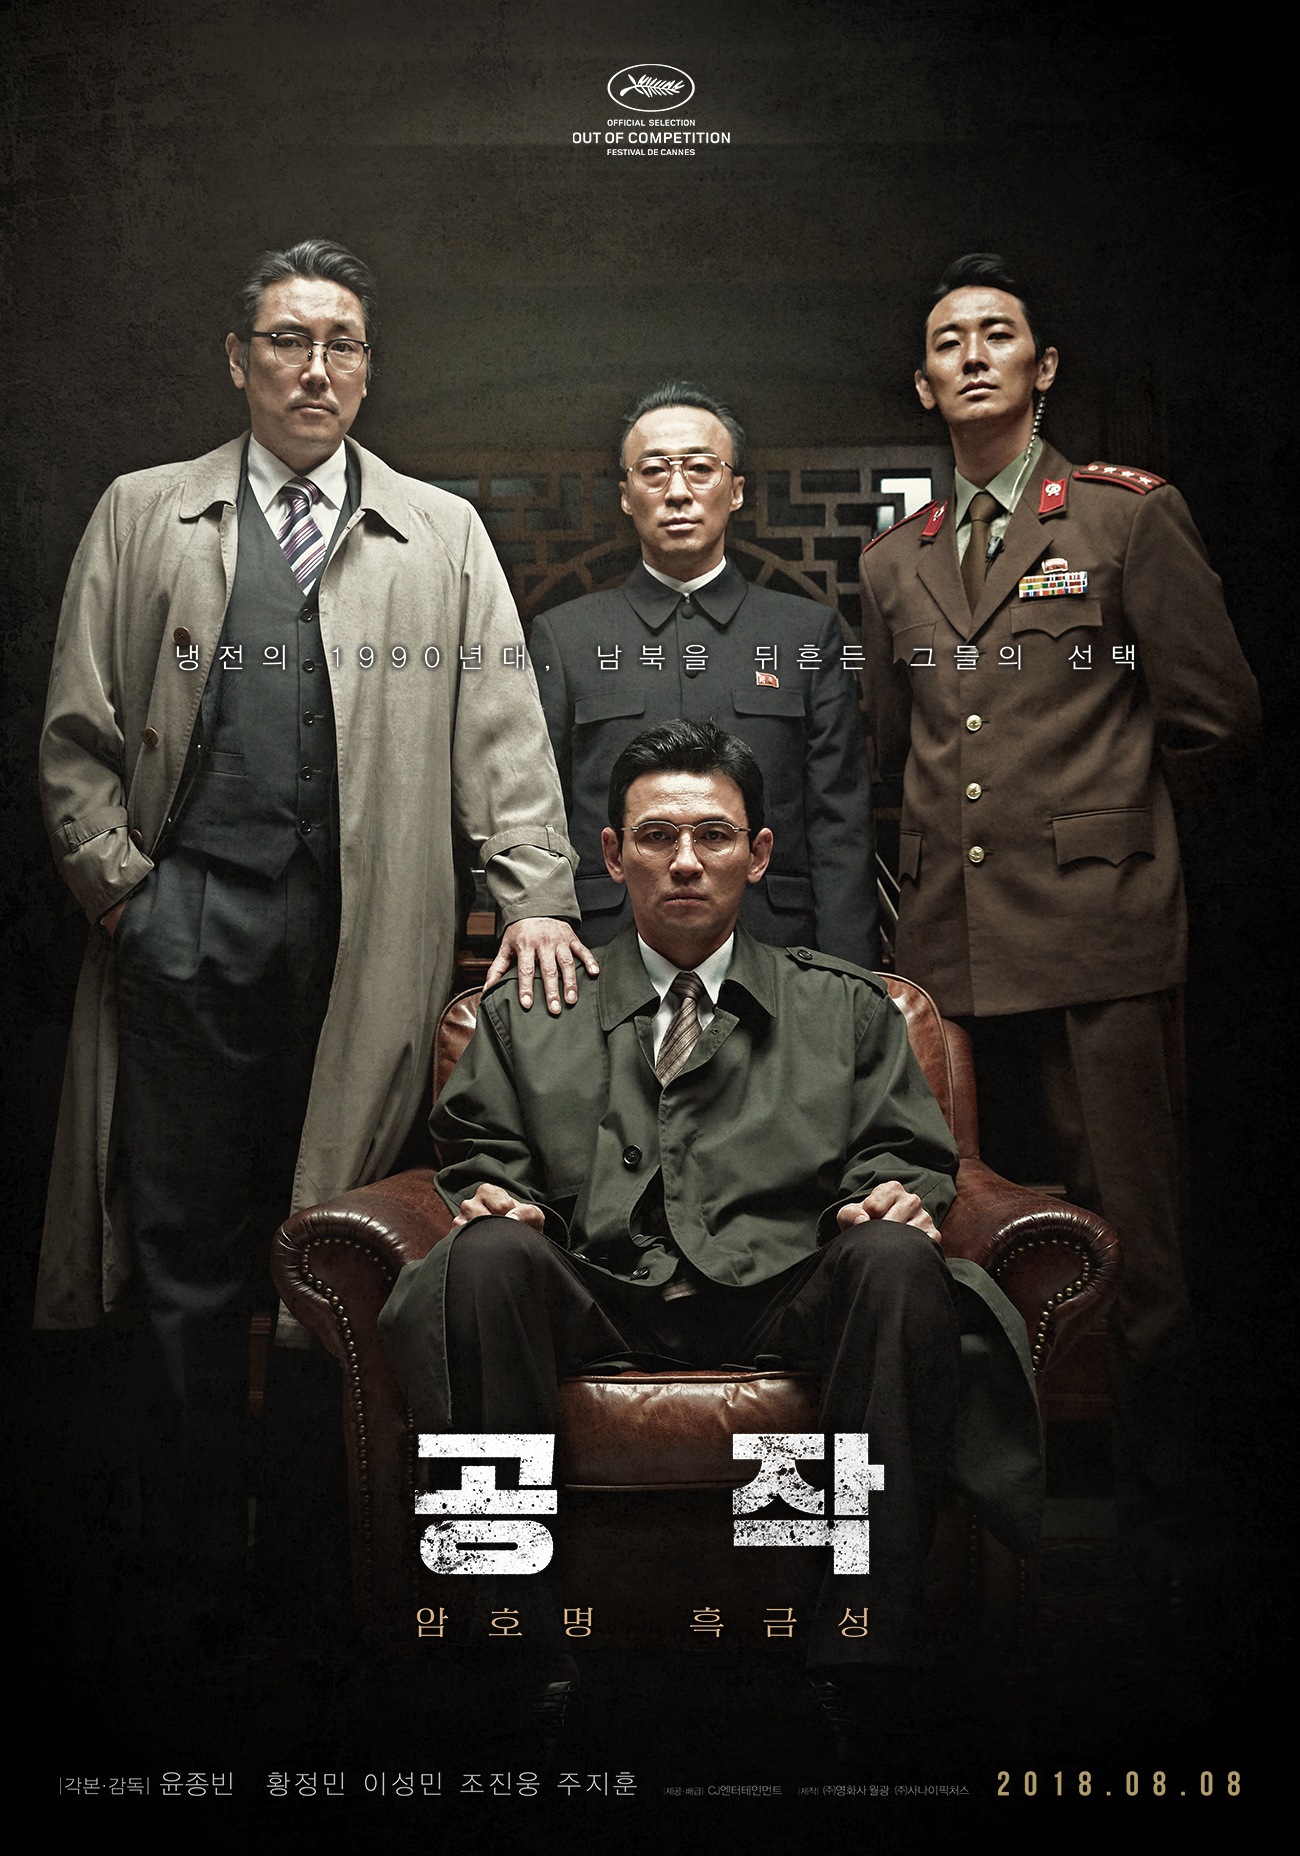 OFFICIAL SELECTION
OUT OF COMPETITION
FESTIVAL DE CANNES
냉전의 1990년대, 남북을 뒤흔든 그들의 선택
공작
암호명 흑금성
|각본·감독| 윤종빈 황정민 이성민 조진웅 주지훈 |제공·배급| CJ엔터테인먼트 |제작| (주)영화사 월광 (주)사나이픽처스 2018.08.08